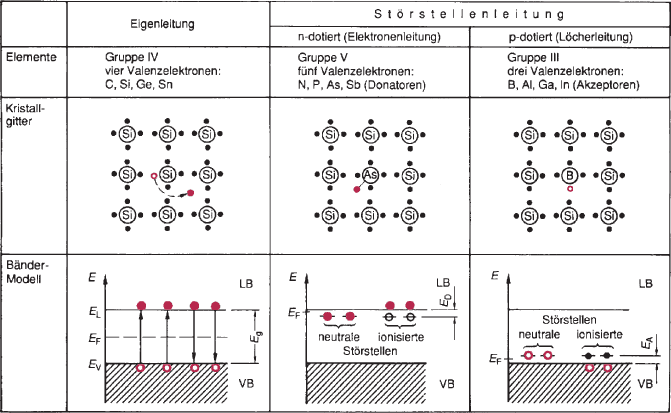 Eigenleitung
Störstellenleitung
n-dotiert (Elektronenleitung)
p-dotiert (Löcherleitung)
Elemente
Gruppe IV
vier Valenzelektronen:
C, Si, Ge, Sn
Gruppe V
fünf Valenzelektronen:
N, P, As, Sb (Donatoren)
Gruppe III
drei Valenzelektronen:
B, Al, Ga, In (Akzeptoren)
Kristall-
gitter
Si Si Si
Si Si Si
Si Si Si
Si Si Si
Si As Si
Si Si Si
Si Si Si
Si B Si
Si Si Si
Bänder-
Modell
E
LB
E_L
E_F
E_V
E_g
VB
E
LB
E_F
E_D
neutrale ionisierte
Störstellen
VB
E
LB
Störstellen
neutrale ionisierte
E_F
E_A
VB